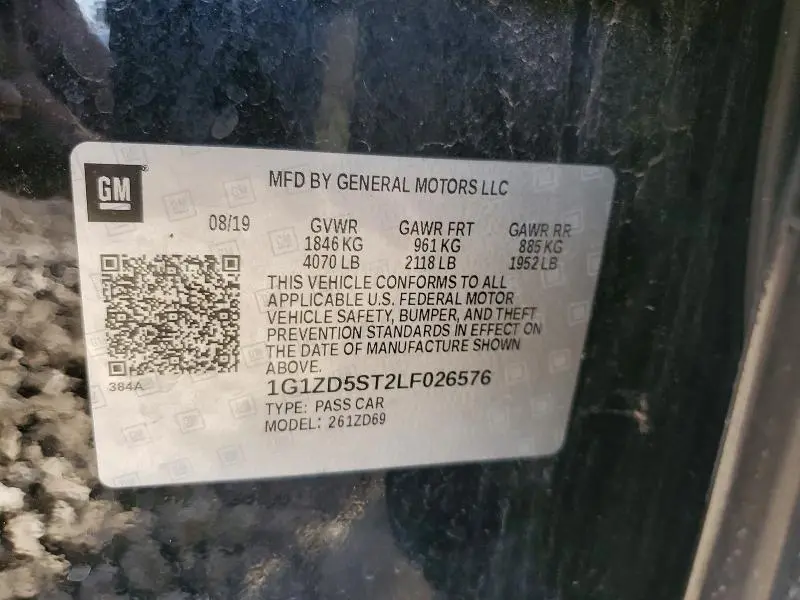 GM
MFD BY GENERAL MOTORS LLC
08/19 GVWR GAWR FRT GAWR RR
1846 KG 961 KG 885 KG
4070 LB 2118 LB 1952 LB
THIS VEHICLE CONFORMS TO ALL
APPLICABLE U.S. FEDERAL MOTOR
VEHICLE SAFETY, BUMPER, AND THEFT
PREVENTION STANDARDS IN EFFECT ON
THE DATE OF MANUFACTURE SHOWN
ABOVE.
384A
1G1ZD5ST2LF026576
TYPE: PASS CAR
MODEL: 261ZD69